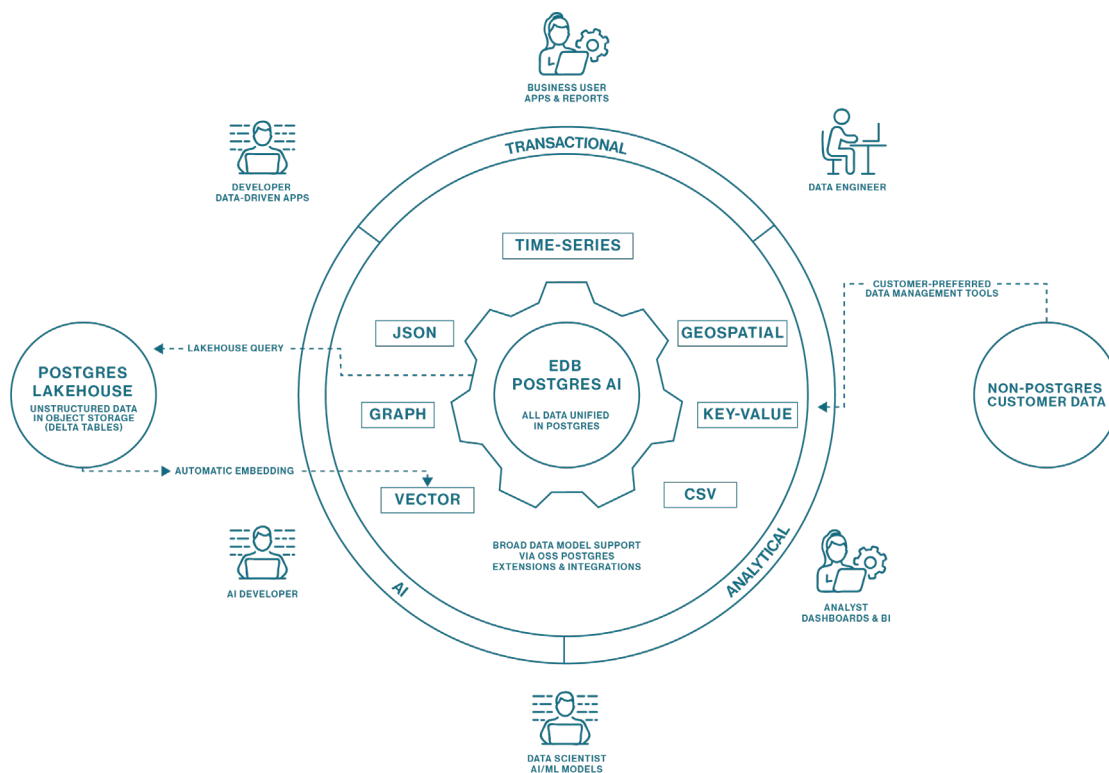 BUSINESS USER
APPS & REPORTS
TRANSACTIONAL
DEVELOPER
DATA-DRIVEN APPS
DATA ENGINEER
TIME-SERIES
CUSTOMER-PREFERRED
DATA MANAGEMENT TOOLS
JSON
GEOSPATIAL
LAKEHOUSE QUERY
EDB
POSTGRES AI
ALL DATA UNIFIED
IN POSTGRES
POSTGRES
LAKEHOUSE
UNSTRUCTURED DATA
IN OBJECT STORAGE
(DELTA TABLES)
NON-POSTGRES
CUSTOMER DATA
GRAPH
KEY-VALUE
AUTOMATIC EMBEDDING
VECTOR
CSV
BROAD DATA MODEL SUPPORT
VIA OSS POSTGRES
EXTENSIONS & INTEGRATIONS
AI
ANALYTICAL
AI DEVELOPER
ANALYST
DASHBOARDS & BI
DATA SCIENTIST
AI/ML MODELS